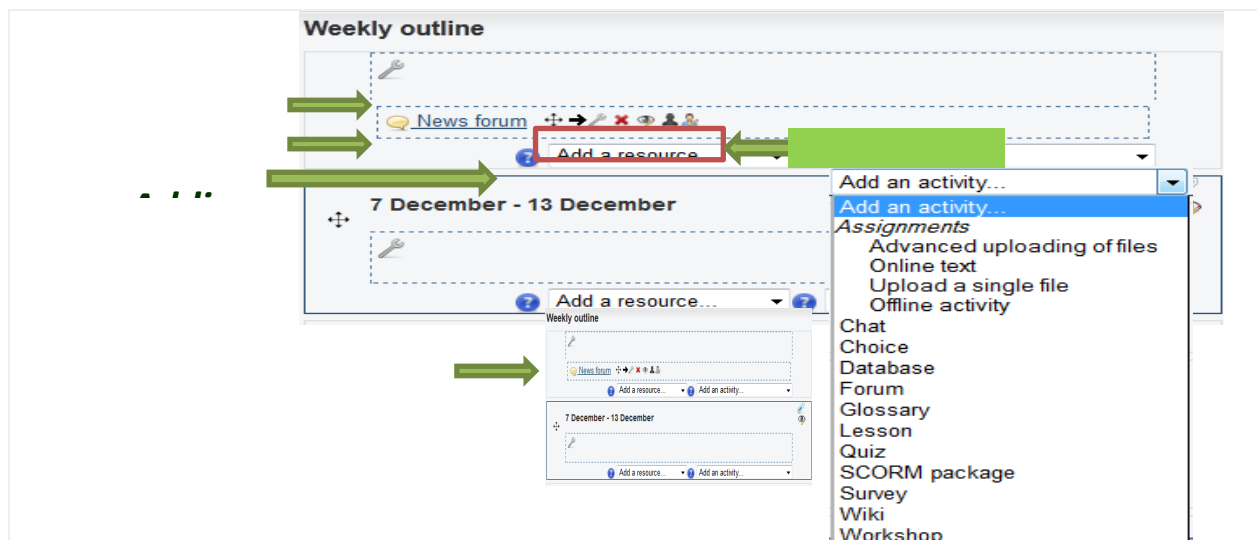 Weekly outline
News forum
Add a resource...
Add an activity...
7 December - 13 December
Add an activity...
Assignments
Advanced uploading of files
Online text
Upload a single file
Offline activity
Add a resource...
Chat
Choice
Database
Forum
Glossary
Lesson
Quiz
SCORM package
Survey
Wiki
Workshop
Weekly outline
News forum
Add a resource... Add an activity...
7 December - 13 December
Add a resource... Add an activity...